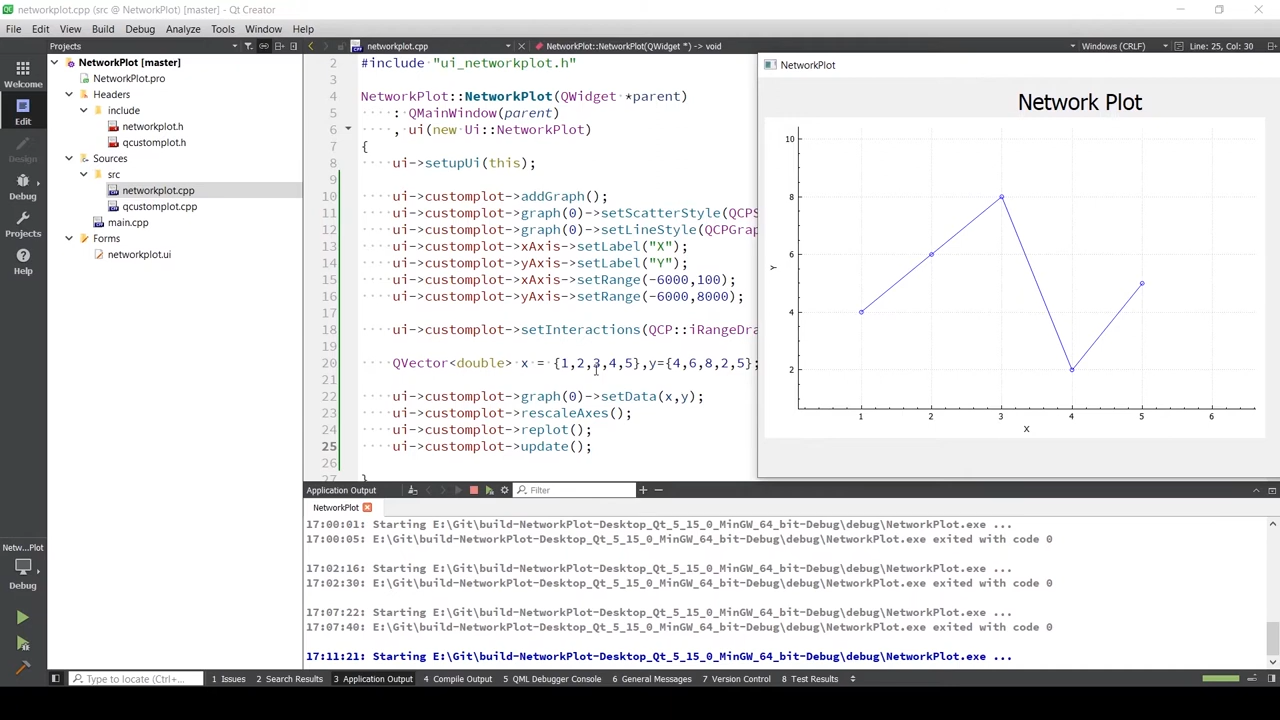 networkplot.cpp (src @ NetworkPlot) [master] - Qt Creator
File Edit View Build Debug Analyze Tools Window Help
Projects networkplot.cpp NetworkPlot::NetworkPlot(QWidget *) -> void Windows (CRLF) Line: 25, Col: 30
Welcome
Edit
Design
Debug
Projects
Help
Netw...Plot
Debug
NetworkPlot [master]
NetworkPlot.pro
Headers
include
networkplot.h
qcustomplot.h
Sources
src
networkplot.cpp
qcustomplot.cpp
main.cpp
Forms
networkplot.ui
2 #include "ui_networkplot.h"
3
4 NetworkPlot::NetworkPlot(QWidget *parent)
5 : QMainWindow(parent)
6 , ui(new Ui::NetworkPlot)
7 {
8 ui->setupUi(this);
9
10 ui->customplot->addGraph();
11 ui->customplot->graph(0)->setScatterStyle(QCPS
12 ui->customplot->graph(0)->setLineStyle(QCPGrap
13 ui->customplot->xAxis->setLabel("X");
14 ui->customplot->yAxis->setLabel("Y");
15 ui->customplot->xAxis->setRange(-6000,100);
16 ui->customplot->yAxis->setRange(-6000,8000);
17
18 ui->customplot->setInteractions(QCP::iRangeDra
19
20 QVector<double> x = {1,2,3,4,5},y={4,6,8,2,5};
21
22 ui->customplot->graph(0)->setData(x,y);
23 ui->customplot->rescaleAxes();
24 ui->customplot->replot();
25 ui->customplot->update();
26
27 }
NetworkPlot
Network Plot
10
8
6
4
2
Y
1 2 3 4 5 6
X
Application Output Filter
NetworkPlot
17:00:01: Starting E:\Git\build-NetworkPlot-Desktop_Qt_5_15_0_MinGW_64_bit-Debug\debug\NetworkPlot.exe ...
17:00:05: E:\Git\build-NetworkPlot-Desktop_Qt_5_15_0_MinGW_64_bit-Debug\debug\NetworkPlot.exe exited with code 0
17:02:16: Starting E:\Git\build-NetworkPlot-Desktop_Qt_5_15_0_MinGW_64_bit-Debug\debug\NetworkPlot.exe ...
17:02:30: E:\Git\build-NetworkPlot-Desktop_Qt_5_15_0_MinGW_64_bit-Debug\debug\NetworkPlot.exe exited with code 0
17:07:22: Starting E:\Git\build-NetworkPlot-Desktop_Qt_5_15_0_MinGW_64_bit-Debug\debug\NetworkPlot.exe ...
17:07:40: E:\Git\build-NetworkPlot-Desktop_Qt_5_15_0_MinGW_64_bit-Debug\debug\NetworkPlot.exe exited with code 0
17:11:21: Starting E:\Git\build-NetworkPlot-Desktop_Qt_5_15_0_MinGW_64_bit-Debug\debug\NetworkPlot.exe ...
Type to locate (Ctrl+... 1 Issues 2 Search Results 3 Application Output 4 Compile Output 5 QML Debugger Console 6 General Messages 7 Version Control 8 Test Results